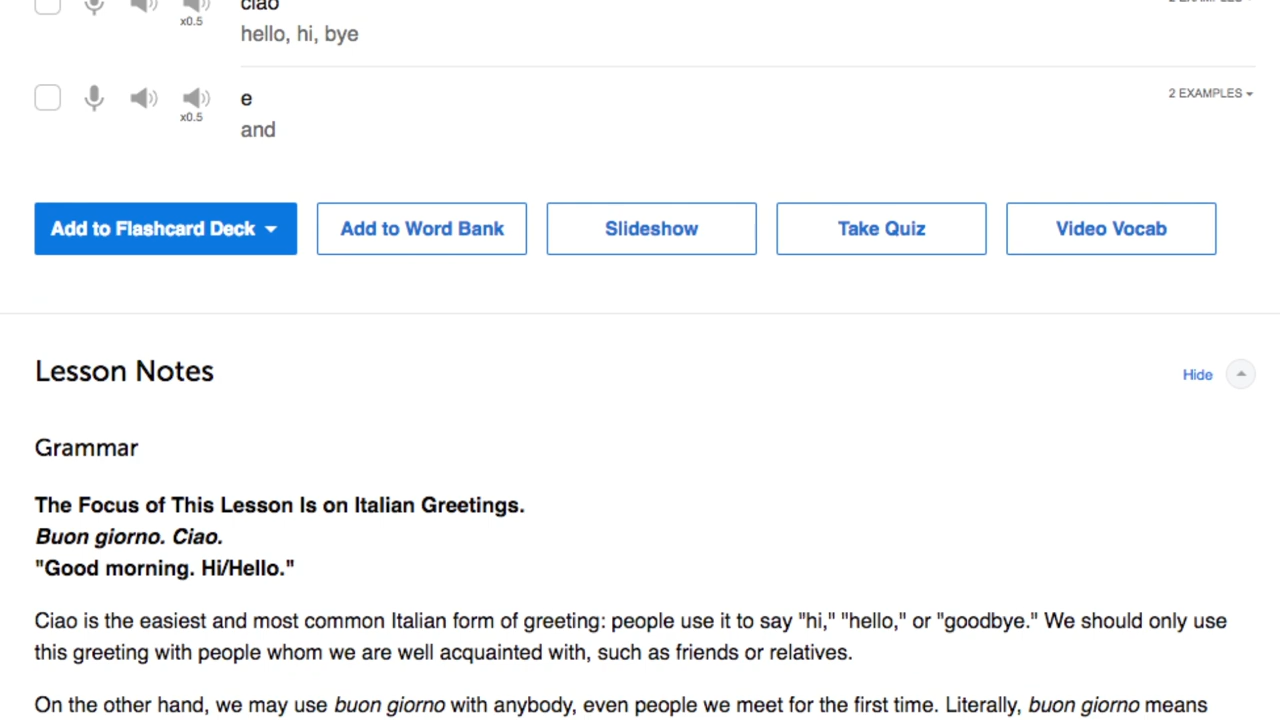 ciao
x0.5
hello, hi, bye
e
2 EXAMPLES
x0.5
and
Add to Flashcard Deck
Add to Word Bank
Slideshow
Take Quiz
Video Vocab
Lesson Notes
Hide
Grammar
The Focus of This Lesson Is on Italian Greetings.
Buon giorno. Ciao.
"Good morning. Hi/Hello."
Ciao is the easiest and most common Italian form of greeting: people use it to say "hi," "hello," or "goodbye." We should only use
this greeting with people whom we are well acquainted with, such as friends or relatives.
On the other hand, we may use buon giorno with anybody, even people we meet for the first time. Literally, buon giorno means